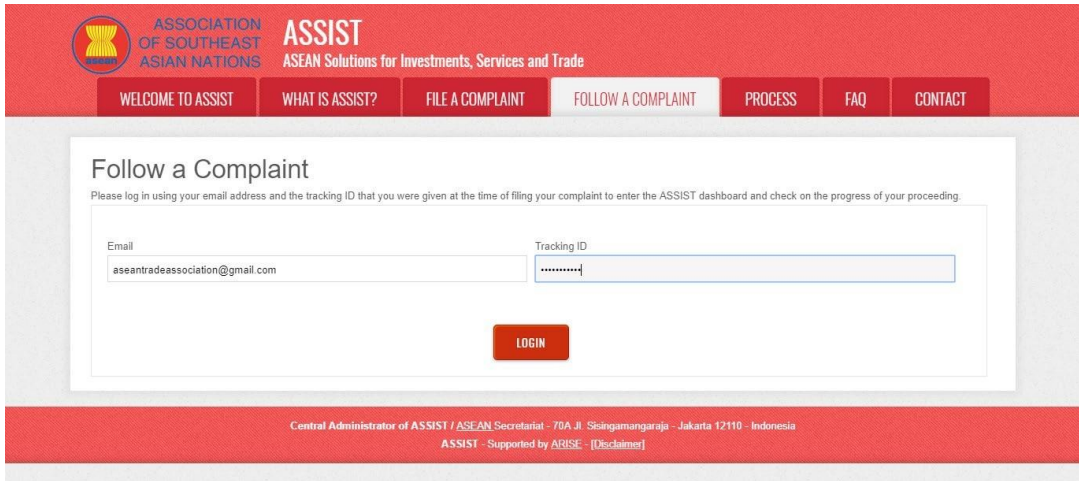 ASSOCIATION
OF SOUTHEAST
ASIAN NATIONS
asean
ASSIST
ASEAN Solutions for Investments, Services and Trade
WELCOME TO ASSIST WHAT IS ASSIST? FILE A COMPLAINT FOLLOW A COMPLAINT PROCESS FAQ CONTACT
Follow a Complaint
Please log in using your email address and the tracking ID that you were given at the time of filing your complaint to enter the ASSIST dashboard and check on the progress of your proceeding.
Email Tracking ID
aseantradeassociation@gmail.com •••••••••••
LOGIN
Central Administrator of ASSIST / ASEAN Secretariat - 70A Jl. Sisingamangaraja - Jakarta 12110 - Indonesia
ASSIST - Supported by ARISE - [Disclaimer]